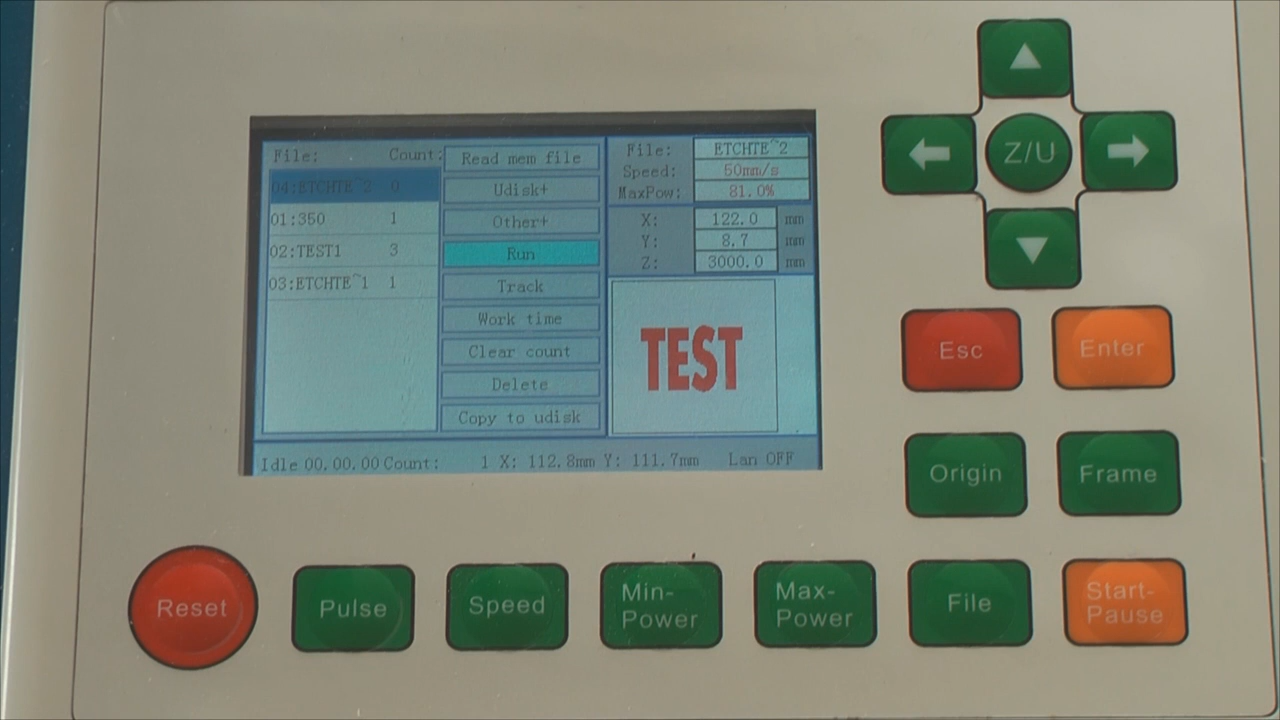 File: Count:
04:ETCHTE~2 0
01:350 1
02:TEST1 3
03:ETCHTE~1 1
Read mem file
Udisk+
Other+
Run
Track
Work time
Clear count
Delete
Copy to udisk
File: ETCHTE~2
Speed: 50mm/s
MaxPow: 81.0%
X: 122.0 mm
Y: 8.7 mm
Z: 3000.0 mm
TEST
Idle 00.00.00 Count: 1 X: 112.8mm Y: 111.7mm Lan OFF
Z/U
Esc
Enter
Origin
Frame
Reset
Pulse
Speed
Min-
Power
Max-
Power
File
Start-
Pause